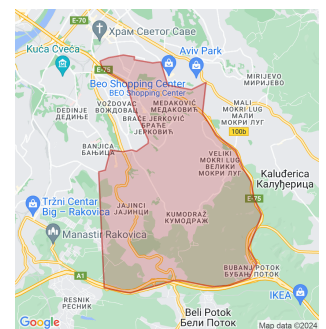 E-70
Храм Светог Саве
Kuća Cveća
Aviv Park
E-75
Beo Shopping Center
BEO Shopping Center
MIRIJEVO
МИРИЈЕВО
VOŽDOVAC
ВОЖДОВАЦ
MEDAKOVIĆ
МЕДАКОВИЋ
MALI
MOKRI LUG
МАЛИ
МОКРИ ЛУГ
DEDINJE
ДЕДИЊЕ
BRAĆE JERKOVIĆ
БРАЋЕ
ЈЕРКОВИЋ
100b
BANJICA
БАЊИЦА
VELIKI
MOKRI LUG
ВЕЛИКИ
МОКРИ ЛУГ
Kaluđerica
Калуђерица
E-75
Tržni Centar
Big – Rakovica
JAJINCI
ЈАЈИНЦИ
KUMODRAŽ
КУМОДРАЖ
Manastir Rakovica
BUBANJ POTOK
БУБАЊ ПОТОК
A1
RESNIK
РЕСНИК
IKEA
Beli Potok
Бели Поток
Google
Map data ©2024